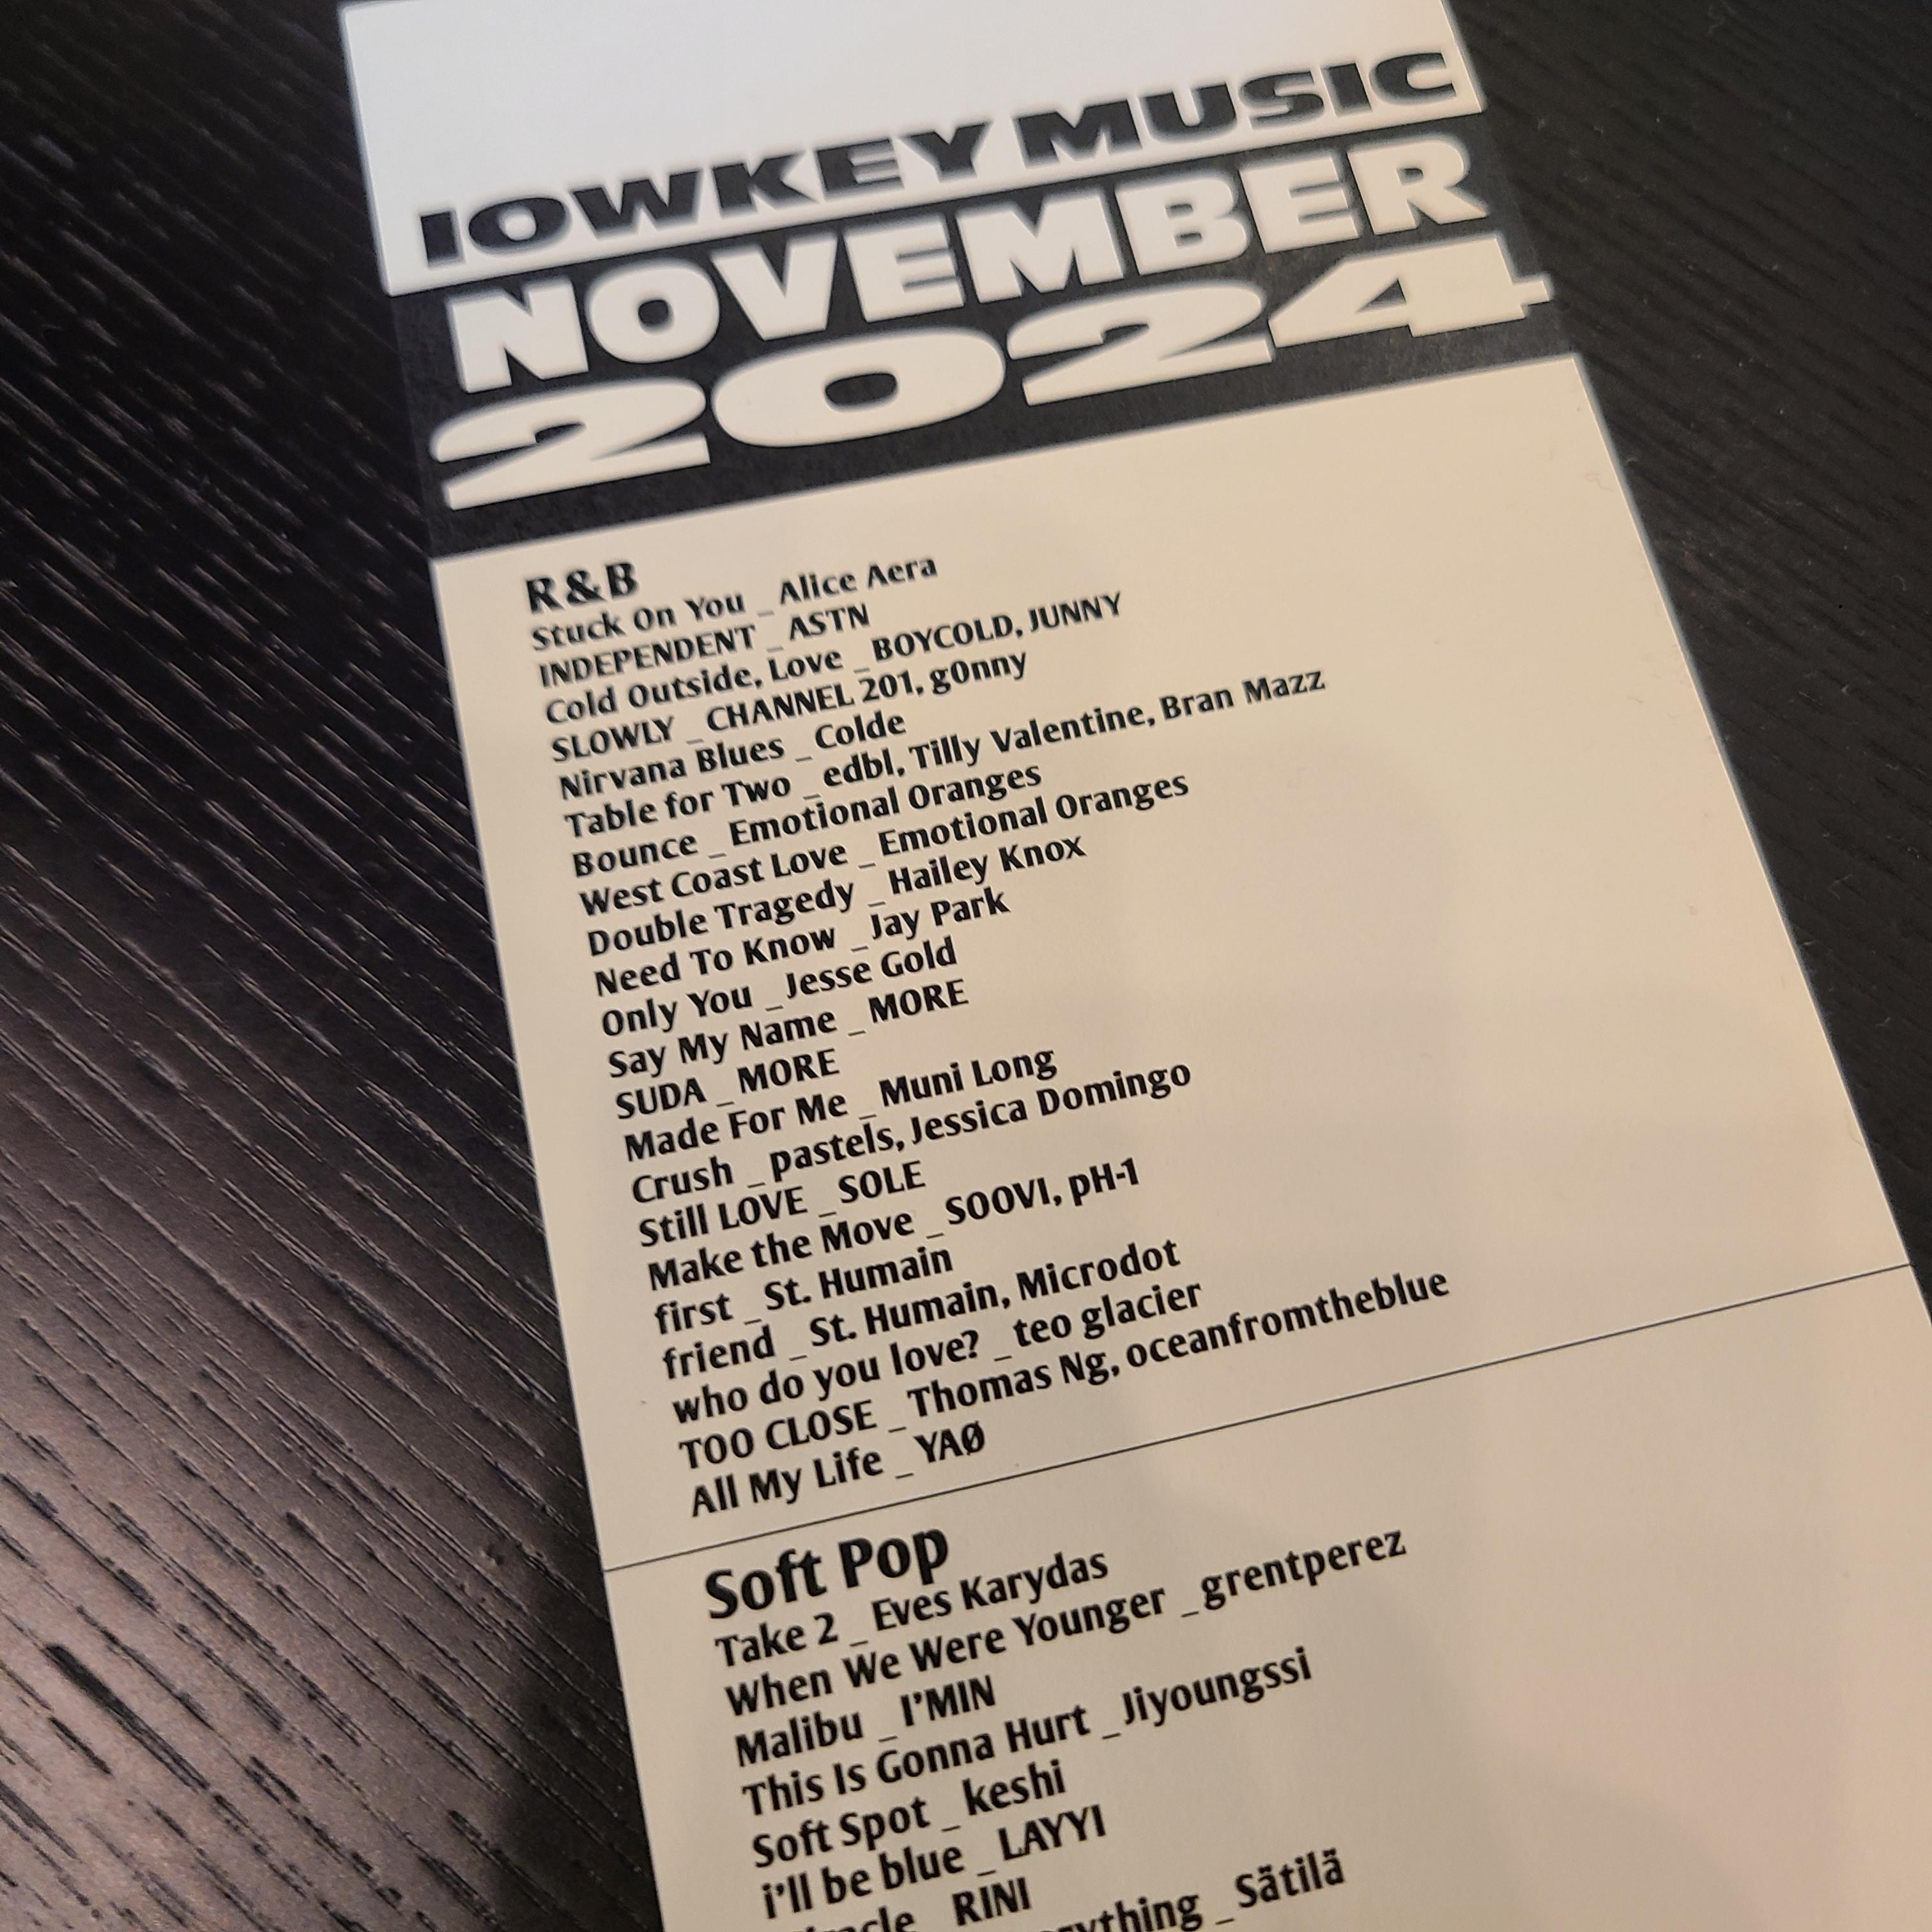 lOWKEY MUSIC
NOVEMBER
2024
R&B
Stuck On You _ Alice Aera
INDEPENDENT _ ASTN
Cold Outside, Love _ BOYCOLD, JUNNY
SLOWLY _ CHANNEL 201, g0nny
Nirvana Blues _ Colde
Table for Two _ edbl, Tilly Valentine, Bran Mazz
Bounce _ Emotional Oranges
West Coast Love _ Emotional Oranges
Double Tragedy _ Hailey Knox
Need To Know _ Jay Park
Only You _ Jesse Gold
Say My Name _ MORE
SUDA _ MORE
Made For Me _ Muni Long
Crush _ pastels, Jessica Domingo
Still LOVE _ SOLE
Make the Move _ SOOVI, pH-1
first _ St. Humain
friend _ St. Humain, Microdot
who do you love? _ teo glacier
TOO CLOSE _ Thomas Ng, oceanfromtheblue
All My Life _ YAØ
Soft Pop
Take 2 _ Eves Karydas
When We Were Younger _ grentperez
Malibu _ I'MIN
This Is Gonna Hurt _ Jiyoungssi
Soft Spot _ keshi
i'll be blue _ LAYYI
_ RINI
_ Sätilä